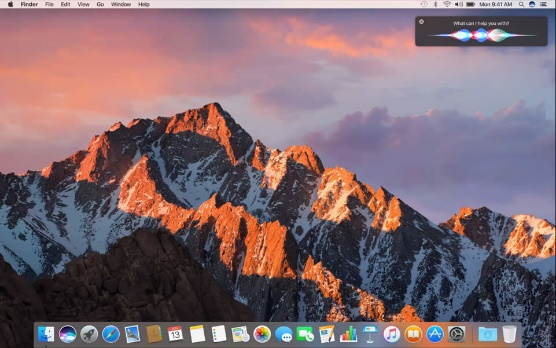 Finder File Edit View Go Window Help
Mon 8:41 AM
What can I help you with?
13